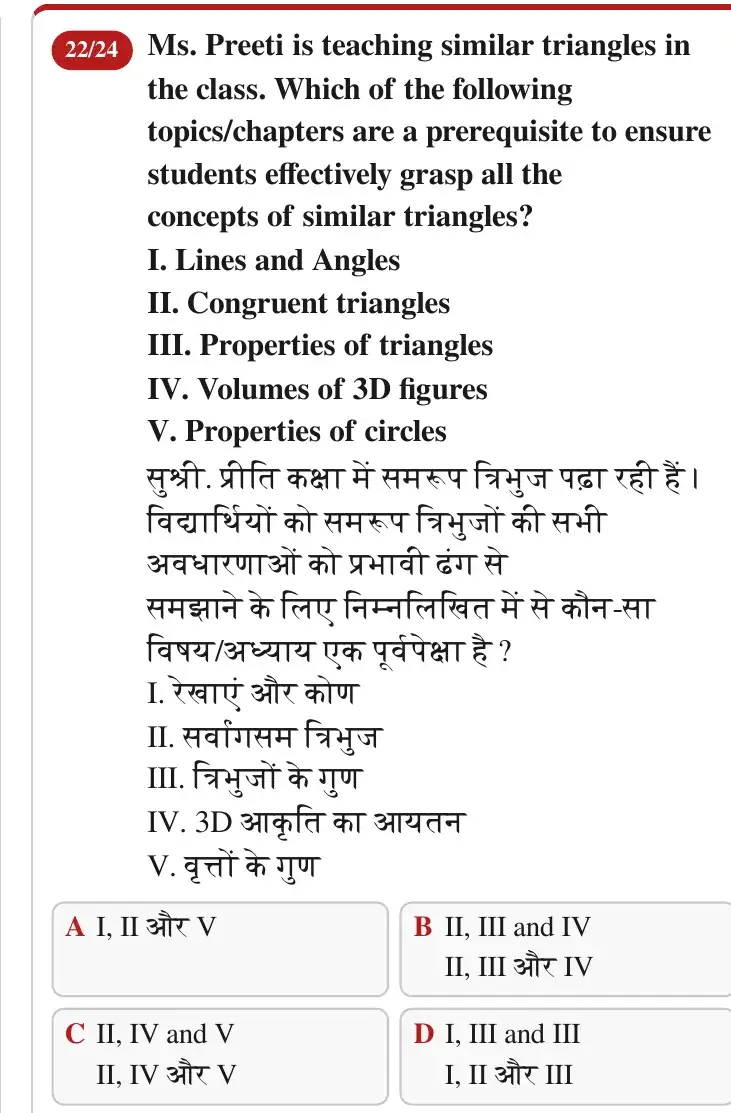 22/24 Ms. Preeti is teaching similar triangles in
the class. Which of the following
topics/chapters are a prerequisite to ensure
students effectively grasp all the
concepts of similar triangles?
I. Lines and Angles
II. Congruent triangles
III. Properties of triangles
IV. Volumes of 3D figures
V. Properties of circles
सुश्री. प्रीति कक्षा में समरूप त्रिभुज पढ़ा रही हैं।
विद्यार्थियों को समरूप त्रिभुजों की सभी
अवधारणाओं को प्रभावी ढंग से
समझाने के लिए निम्नलिखित में से कौन-सा
विषय/अध्याय एक पूर्वपेक्षा है ?
I. रेखाएं और कोण
II. सर्वांगसम त्रिभुज
III. त्रिभुजों के गुण
IV. 3D आकृति का आयतन
V. वृत्तों के गुण
A I, II और V
B II, III and IV
II, III और IV
C II, IV and V
II, IV और V
D I, III and III
I, II और III